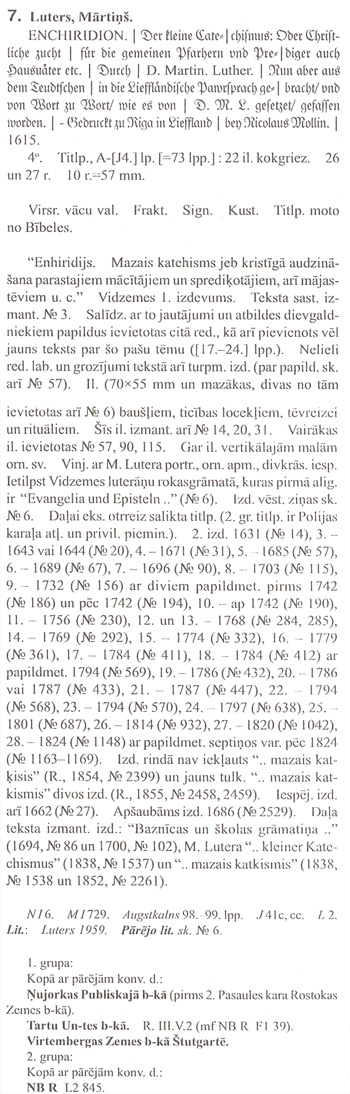 7. Luters, Mārtiņš.
ENCHIRIDION. | Der kleine Cate- | chiſmus: Oder Chriſt-
liche zucht | für die gemeinen Pfarhern vnd Pre- | diger auch
Hausuäter etc. | Durch | D. Martin. Luther. | Nun aber aus
dem Teudtſchen | in die Lieffländiſche Pawrſprach ge- | bracht/ vnd
von Wort zu Wort/ wie es von | D. M. L. geſetzet/ gefaſſen
worden. | - Gedruckt zu Riga in Lieffland | bey Nicolaus Mollin. |
1615.
4°. Titlp., A-[J4.] lp. [=73 lpp.] : 22 il. kokgriez. 26
un 27 r. 10 r.=57 mm.
Virsr. vācu val. Frakt. Sign. Kust. Titlp. moto
no Bībeles.
“Enhiridijs. Mazais katehisms jeb kristīgā audzinā-
šana parastajiem mācītājiem un sprediķotājiem, arī mājas-
tēviem u. c.” Vidzemes 1. izdevums. Teksta sast. iz-
mant. № 3. Salīdz. ar to jautājumi un atbildes dievgald-
niekiem papildus ievietotas citā red., kā arī pievienots vēl
jauns teksts par šo pašu tēmu ([17.–24.] lpp.). Nelieli
red. lab. un grozījumi tekstā arī turpm. izd. (par papild. sk.
arī № 57). Il. (70×55 mm un mazākas, divas no tām
ievietotas arī № 6) baušļiem, ticības locekļiem, tēvreizei
un rituāliem. Šīs il. izmant. arī № 14, 20, 31. Vairākas
il. ievietotas № 57, 90, 115. Gar il. vertikālajām malām
orn. sv. Vinj. ar M. Lutera portr., orn. apm., divkrās. iesp.
Ietilpst Vidzemes luterāņu rokasgrāmatā, kuras pirmā alig.
ir “Evangelia und Episteln ..” (№ 6). Izd. vēst. ziņas sk.
№ 6. Daļai eks. otrreiz salikta titlp. (2. gr. titlp. ir Polijas
karaļa atļ. un privil. piemin.). 2. izd. 1631 (№ 14), 3. –
1643 vai 1644 (№ 20), 4. – 1671 (№ 31), 5. – 1685 (№ 57),
6. – 1689 (№ 67), 7. – 1696 (№ 90), 8. – 1703 (№ 115),
9. – 1732 (№ 156) ar diviem papildmet. pirms 1742
(№ 186) un pēc 1742 (№ 194), 10. – ap 1742 (№ 190),
11. – 1756 (№ 230), 12. un 13. – 1768 (№ 284, 285),
14. – 1769 (№ 292), 15. – 1774 (№ 332), 16. – 1779
(№ 361), 17. – 1784 (№ 411), 18. – 1784 (№ 412) ar
papildmet. 1794 (№ 569), 19. – 1786 (№ 432), 20. – 1786
vai 1787 (№ 433), 21. – 1787 (№ 447), 22. – 1794
(№ 568), 23. – 1794 (№ 570), 24. – 1797 (№ 638), 25. –
1801 (№ 687), 26. – 1814 (№ 932), 27. – 1820 (№ 1042),
28. – 1824 (№ 1148) ar papildmet. septiņos var. pēc 1824
(№ 1163–1169). Izd. rindā nav iekļauts “.. mazais kat-
ķisis” (R., 1854, № 2399) un jauns tulk. “.. mazais kat-
kismis” divos izd. (R., 1855, № 2458, 2459). Iespēj. izd.
arī 1662 (№ 27). Apšaubāms izd. 1686 (№ 2529). Daļa
teksta izmant. izd.: “Baznīcas un školas grāmatiņa ..”
(1694, № 86 un 1700, № 102), M. Lutera “.. kleiner Kate-
chismus” (1838, № 1537) un “.. mazais katkismis” (1838,
№ 1538 un 1852, № 2261).
N I 6. M I 729. Augstkalns 98.–99. lpp. J 41c, cc. I. 2.
Lit.: Luters 1959. Pārējo lit. sk. № 6.
1. grupa:
Kopā ar pārējām konv. d.:
Ņujorkas Publiskajā b-kā (pirms 2. Pasaules kara Rostokas
Zemes b-kā).
Tartu Un-tes b-kā. R. III.V.2 (mf NB R F1 39).
Virtembergas Zemes b-kā Štutgartē.
2. grupa:
Kopā ar pārējām konv. d.:
NB R L2 845.